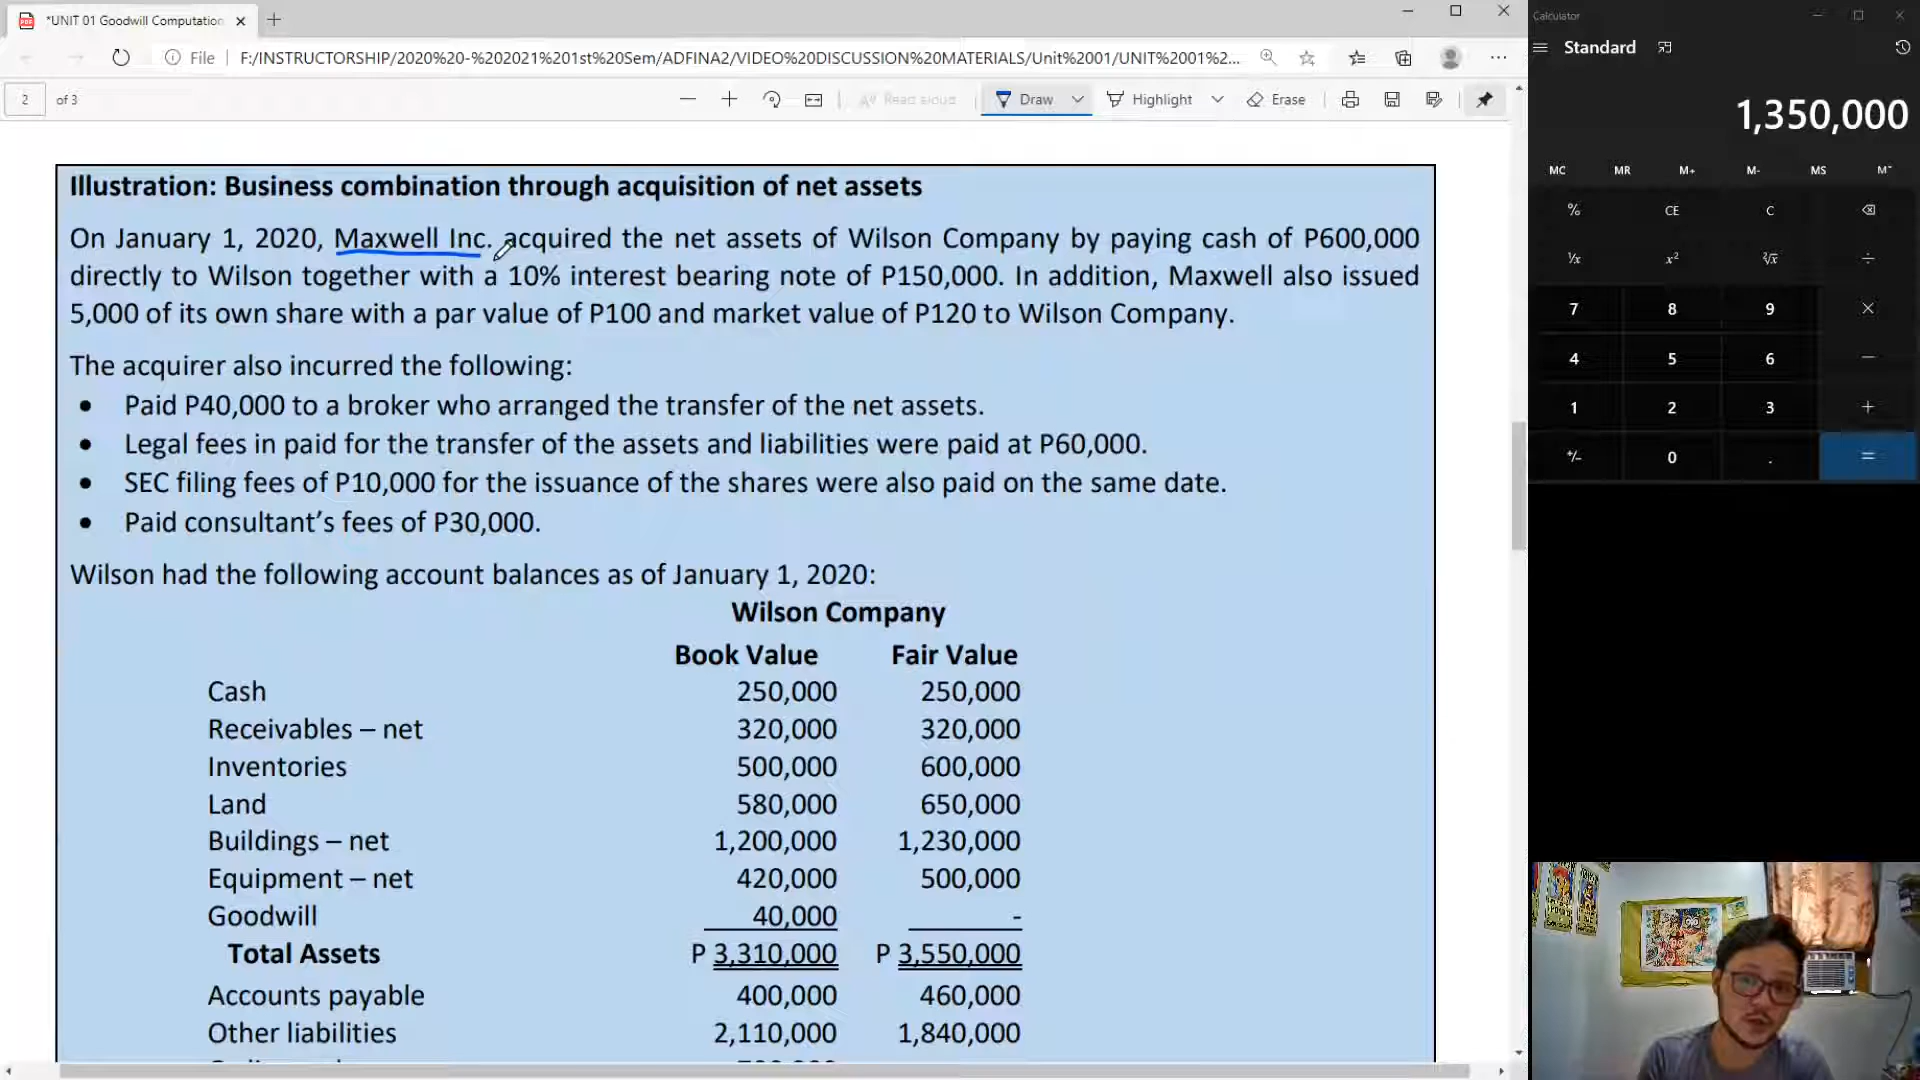 *UNIT 01 Goodwill Computation
File F:/INSTRUCTORSHIP/2020%20-%202021%201st%20Sem/ADFINA2/VIDEO%20DISCUSSION%20MATERIALS/Unit%2001/UNIT%2001%2...
2 of 3 Read aloud Draw Highlight Erase
Illustration: Business combination through acquisition of net assets
On January 1, 2020, Maxwell Inc. acquired the net assets of Wilson Company by paying cash of P600,000
directly to Wilson together with a 10% interest bearing note of P150,000. In addition, Maxwell also issued
5,000 of its own share with a par value of P100 and market value of P120 to Wilson Company.
The acquirer also incurred the following:
• Paid P40,000 to a broker who arranged the transfer of the net assets.
• Legal fees in paid for the transfer of the assets and liabilities were paid at P60,000.
• SEC filing fees of P10,000 for the issuance of the shares were also paid on the same date.
• Paid consultant’s fees of P30,000.
Wilson had the following account balances as of January 1, 2020:
Wilson Company
Book Value Fair Value
Cash 250,000 250,000
Receivables – net 320,000 320,000
Inventories 500,000 600,000
Land 580,000 650,000
Buildings – net 1,200,000 1,230,000
Equipment – net 420,000 500,000
Goodwill 40,000 -
Total Assets P 3,310,000 P 3,550,000
Accounts payable 400,000 460,000
Other liabilities 2,110,000 1,840,000
Calculator
Standard
1,350,000
MC MR M+ M- MS M˅
% CE C
¹/x x² ²√x ÷
7 8 9 ×
4 5 6 −
1 2 3 +
+/- 0 . =